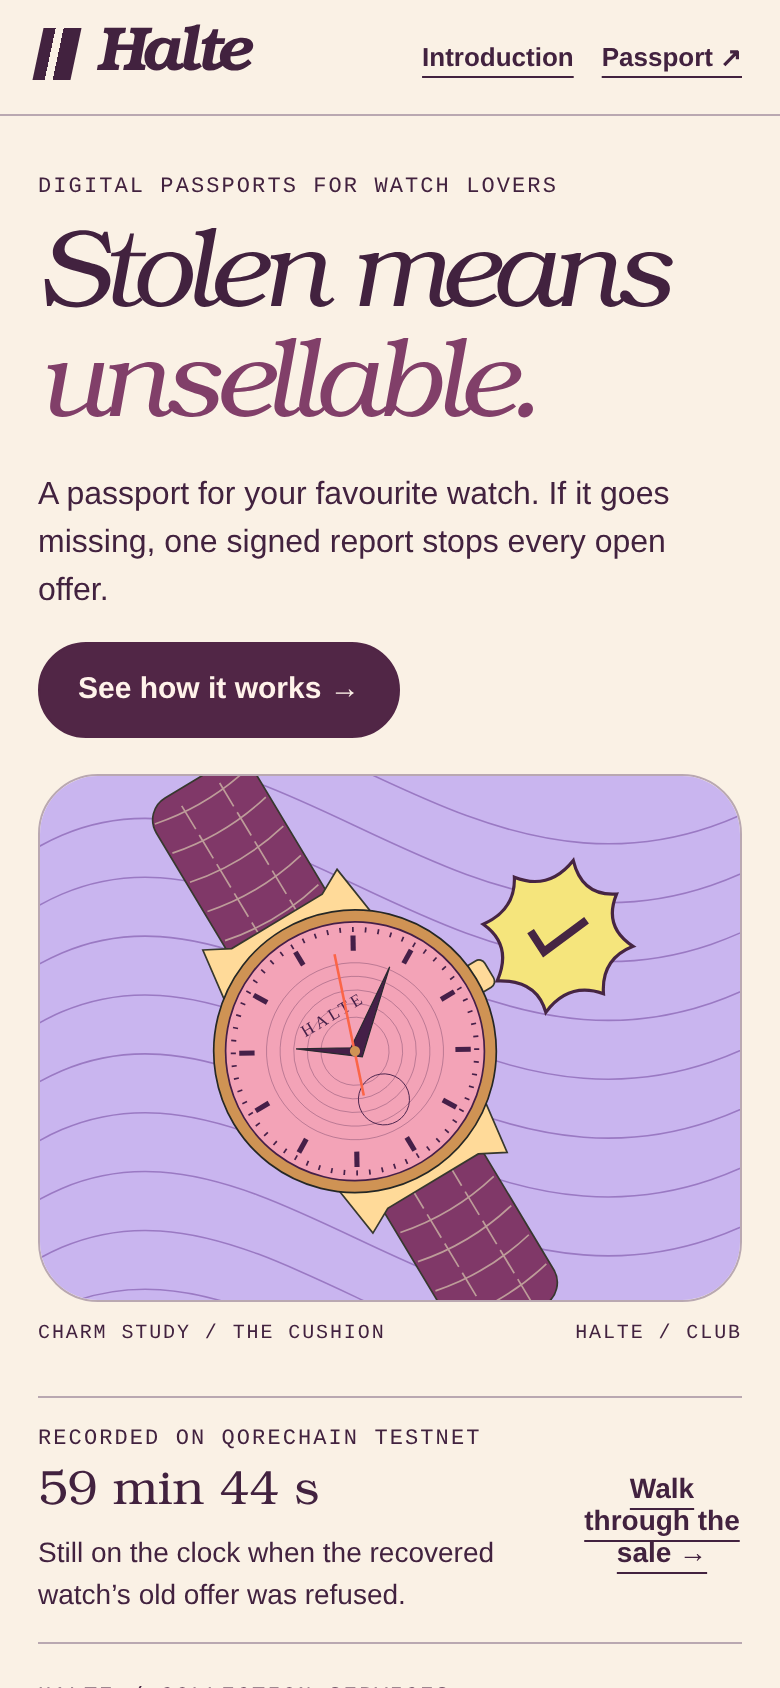 Halte
Introduction Passport ↗
DIGITAL PASSPORTS FOR WATCH LOVERS
Stolen means
unsellable.
A passport for your favourite watch. If it goes
missing, one signed report stops every open
offer.
See how it works →
HALTE
CHARM STUDY / THE CUSHION HALTE / CLUB
RECORDED ON QORECHAIN TESTNET
59 min 44 s
Still on the clock when the recovered
watch’s old offer was refused.
Walk
through the
sale →